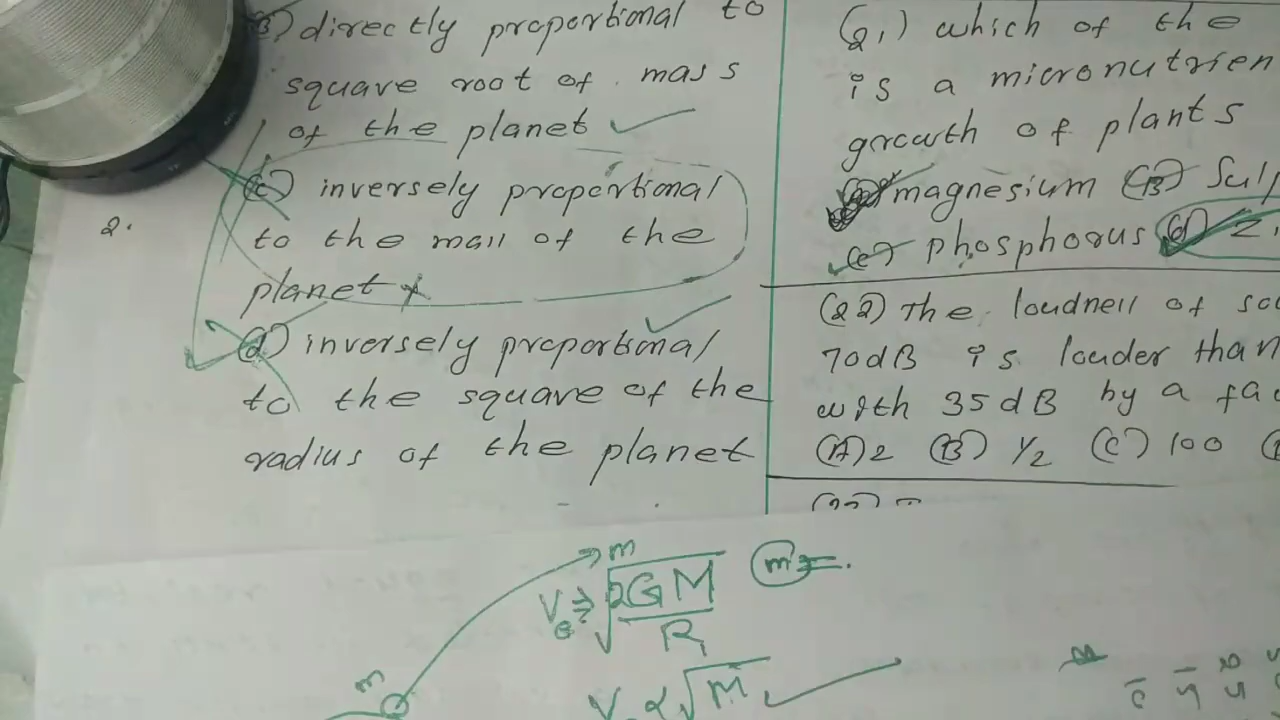 B) directly proportional to
square root of mass
of the planet
2.
(c) inversely proportional
to the mass of the
planet
(d) inversely proportional
to the square of the
radius of the planet
(21) which of the
is a micronutrien
growth of plants
magnesium (B) Sul
(c) phosphorus (d) Z
(22) The loudness of so
70dB is louder than
with 35dB by a fa
(A) 2 (B) 1/2 (C) 100
m
Ve = √2GM/R
m =
V ∝ √M
m